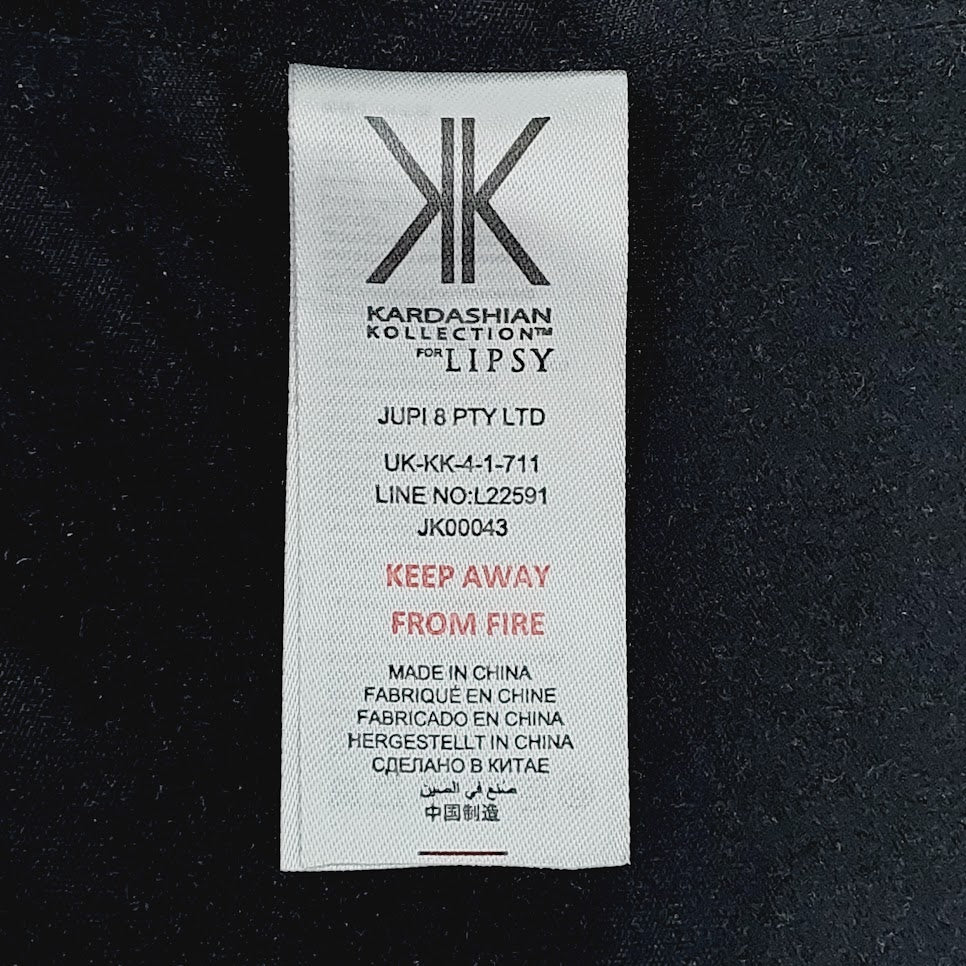 KK
KARDASHIAN
KOLLECTION™
FOR LIPSY
JUPI 8 PTY LTD
UK-KK-4-1-711
LINE NO:L22591
JK00043
KEEP AWAY
FROM FIRE
MADE IN CHINA
FABRIQUÉ EN CHINE
FABRICADO EN CHINA
HERGESTELLT IN CHINA
СДЕЛАНО В КИТАЕ
صنع في الصين
中国制造